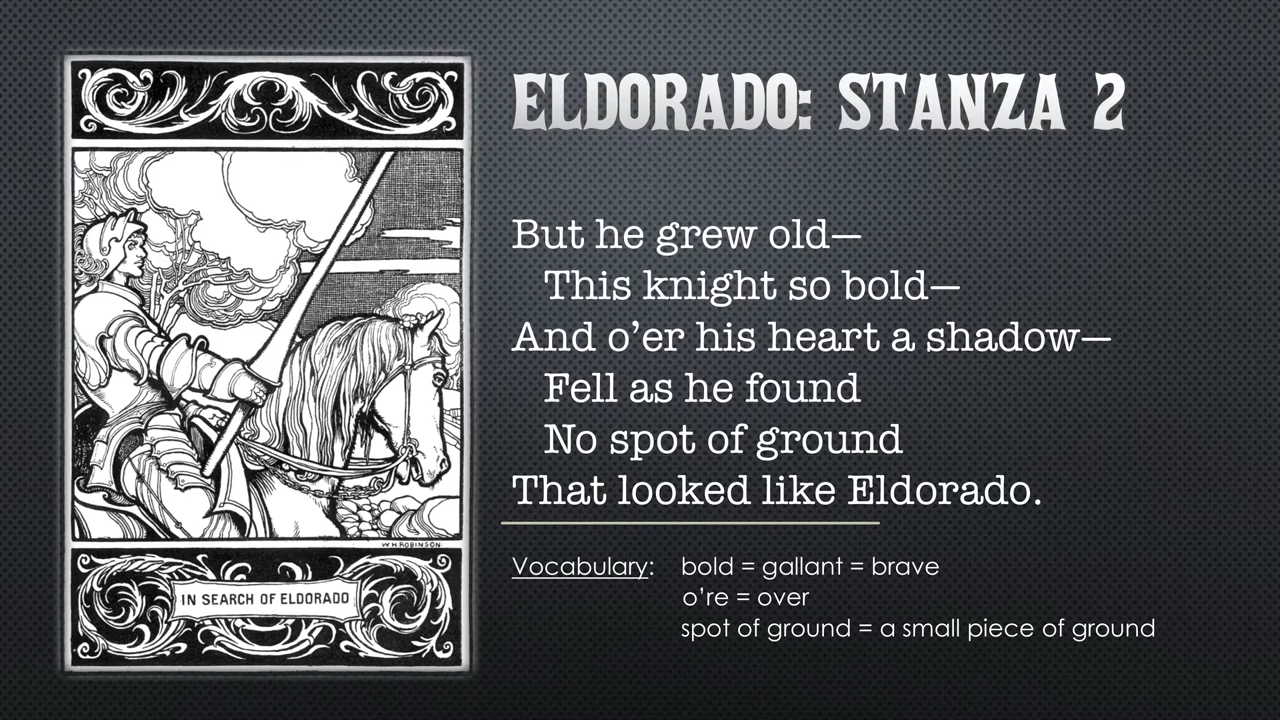 ELDORADO: STANZA 2
But he grew old—
This knight so bold—
And o’er his heart a shadow—
Fell as he found
No spot of ground
That looked like Eldorado.
W.H.ROBINSON.
IN SEARCH OF ELDORADO
Vocabulary: bold = gallant = brave
o’re = over
spot of ground = a small piece of ground